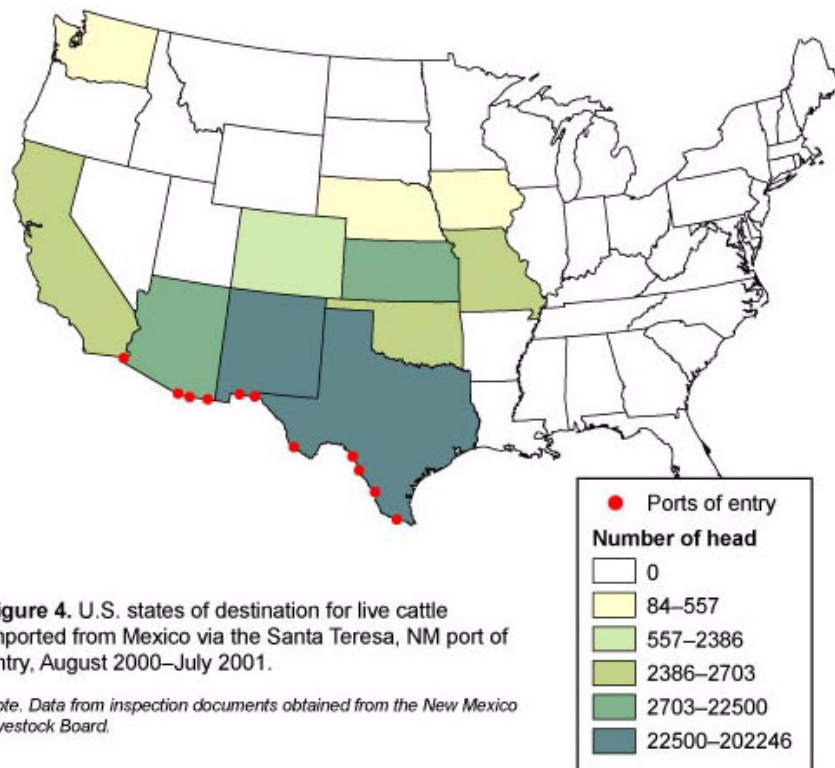 Ports of entry
Number of head
0
84–557
557–2386
2386–2703
2703–22500
22500–202246
igure 4. U.S. states of destination for live cattle
mported from Mexico via the Santa Teresa, NM port of
ntry, August 2000–July 2001.
ote. Data from inspection documents obtained from the New Mexico
vestock Board.